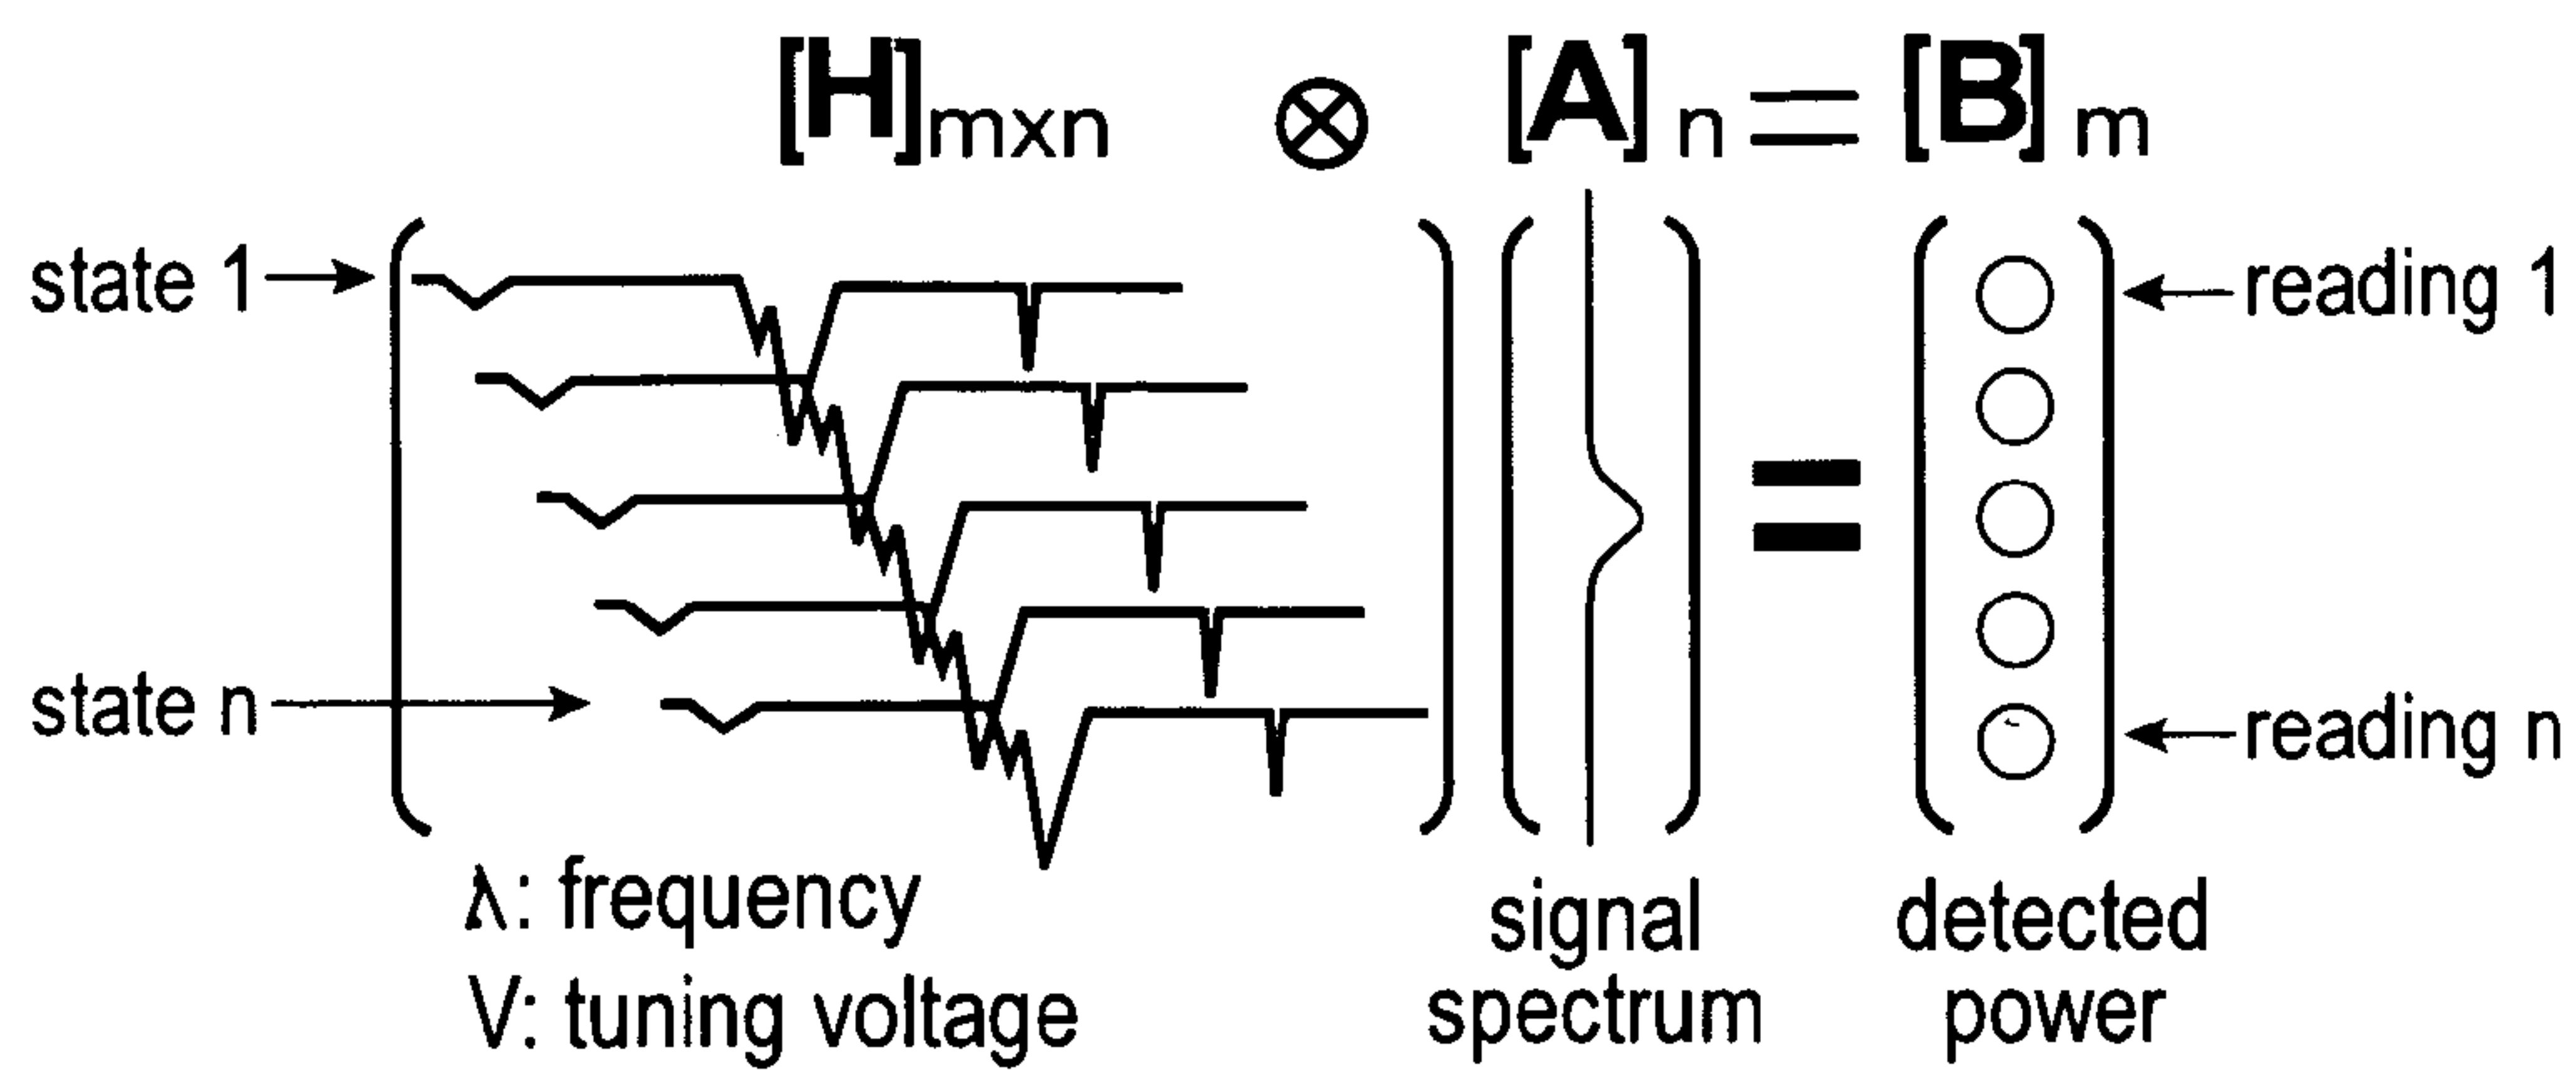 [H]mxn ⊗ [A] n = [B] m
state 1
reading 1
=
state n
reading n
λ: frequency
V: tuning voltage
signal spectrum
detected power